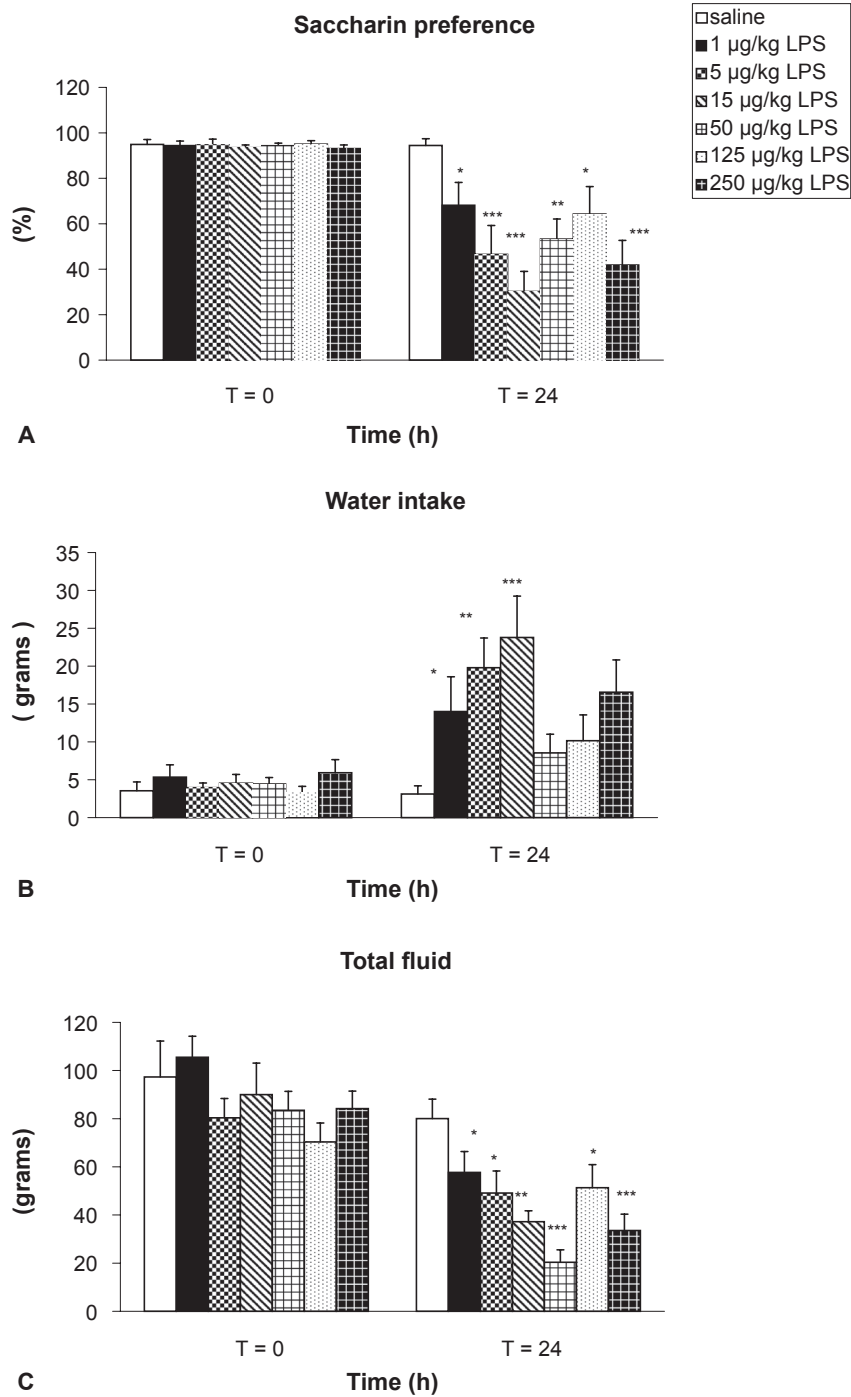 Saccharin preference
saline
1 µg/kg LPS
5 µg/kg LPS
15 µg/kg LPS
50 µg/kg LPS
125 µg/kg LPS
250 µg/kg LPS
(%)
120
100
80
60
40
20
0
*
***
***
**
*
***
T = 0
T = 24
A
Time (h)
Water intake
( grams )
35
30
25
20
15
10
5
0
*
**
***
T = 0
T = 24
B
Time (h)
Total fluid
(grams)
120
100
80
60
40
20
0
*
*
**
***
*
***
T = 0
T = 24
C
Time (h)